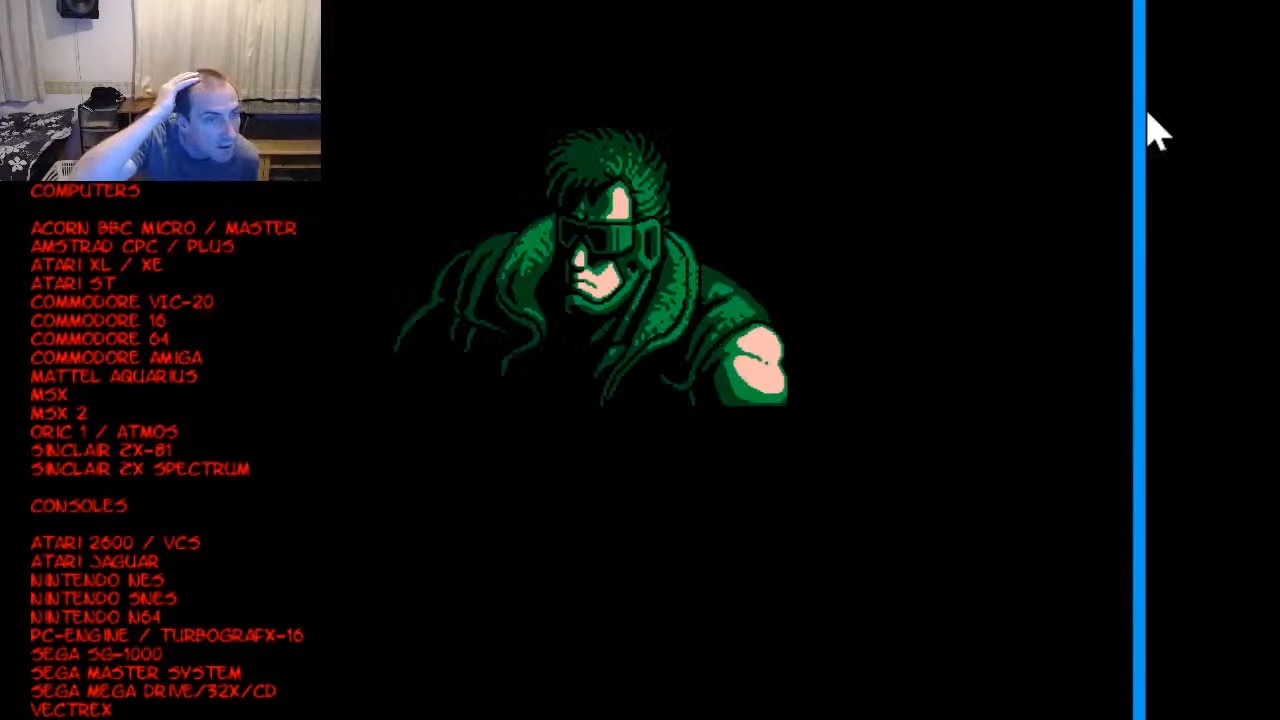 COMPUTERS
ACORN BBC MICRO / MASTER
AMSTRAD CPC / PLUS
ATARI XL / XE
ATARI ST
COMMODORE VIC-20
COMMODORE 16
COMMODORE 64
COMMODORE AMIGA
MATTEL AQUARIUS
MSX
MSX 2
ORIC 1 / ATMOS
SINCLAIR ZX-81
SINCLAIR ZX SPECTRUM
CONSOLES
ATARI 2600 / VCS
ATARI JAGUAR
NINTENDO NES
NINTENDO SNES
NINTENDO N64
PC-ENGINE / TURBOGRAFX-16
SEGA SG-1000
SEGA MASTER SYSTEM
SEGA MEGA DRIVE/32X/CD
VECTREX